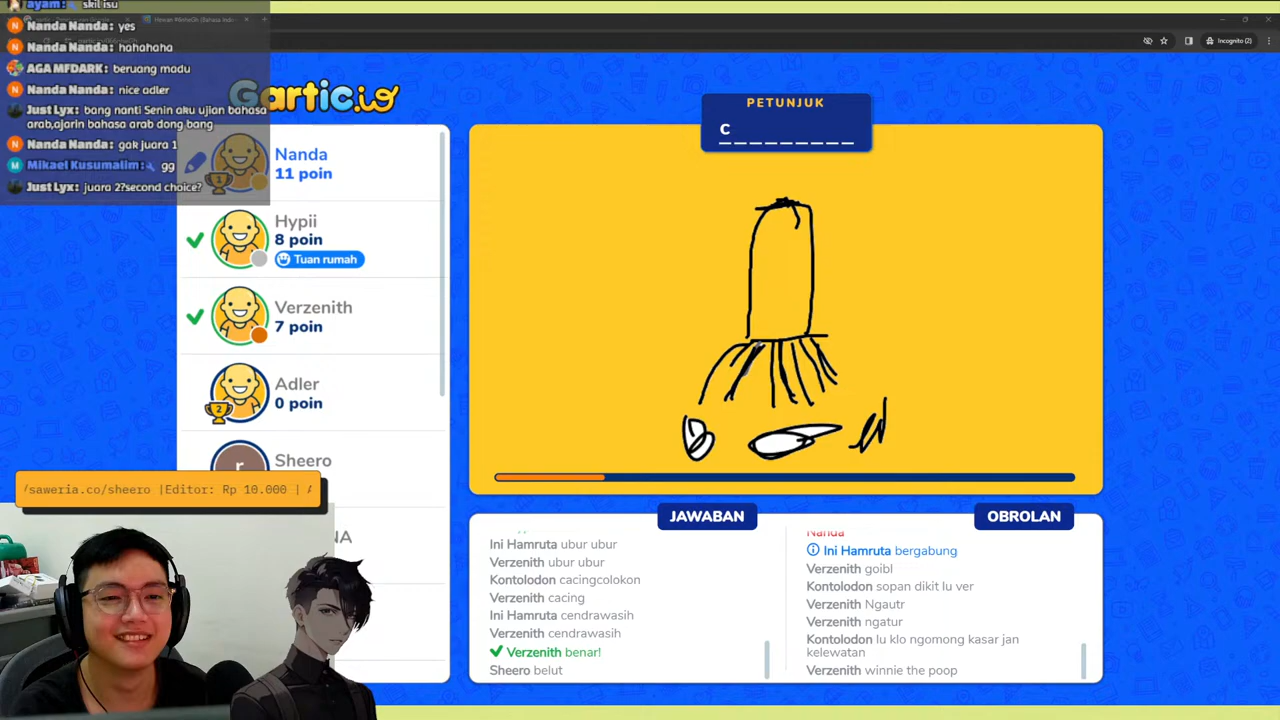 ayam: skil isu
Nanda Nanda: yes
Nanda Nanda: hahahaha
AGA MFDARK: beruang madu
Nanda Nanda: nice adler
Just Lyx: bang nanti Senin aku ujian bahasa
arab,ajarin bahasa arab dong bang
Nanda Nanda: gak juara 1
Mikael Kusumalim: gg
Just Lyx: juara 2?second choice?
Incognito (2)
Gartic.io
PETUNJUK
C
Nanda
11 poin
Hypii
8 poin
Tuan rumah
Verzenith
7 poin
Adler
0 poin
Sheero
/saweria.co/sheero |Editor: Rp 10.000 |
JAWABAN
Ini Hamruta ubur ubur
Verzenith ubur ubur
Kontolodon cacingcolokon
Verzenith cacing
Ini Hamruta cendrawasih
Verzenith cendrawasih
Verzenith benar!
Sheero belut
OBROLAN
Nanda
Ini Hamruta bergabung
Verzenith goibl
Kontolodon sopan dikit lu ver
Verzenith Ngautr
Verzenith ngatur
Kontolodon lu klo ngomong kasar jan
kelewatan
Verzenith winnie the poop